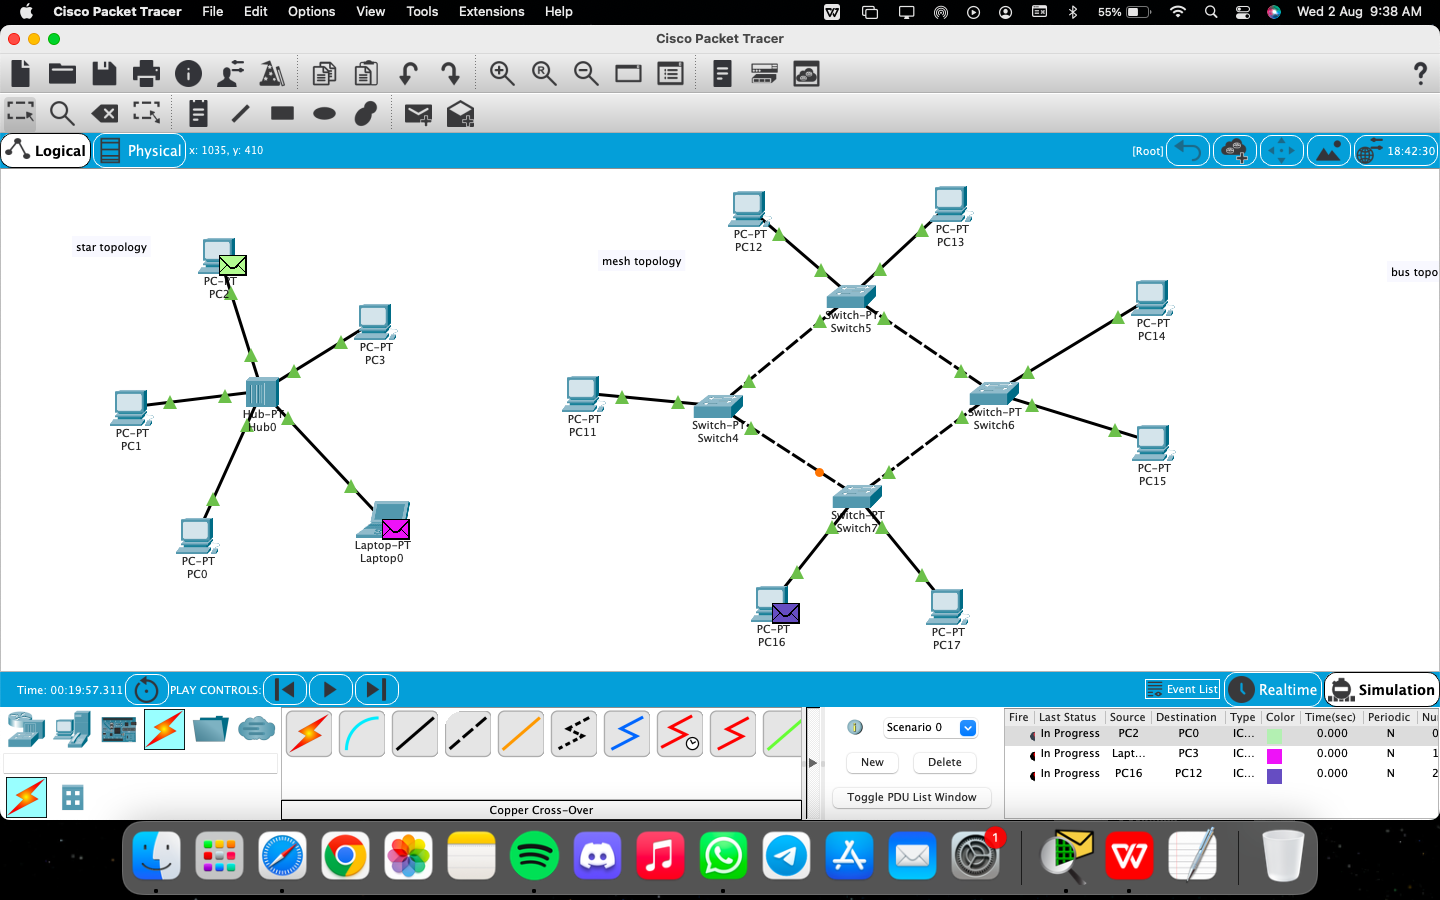 Cisco Packet Tracer File Edit Options View Tools Extensions Help 55% Wed 2 Aug 9:38 AM
Cisco Packet Tracer
Logical Physical x: 1035, y: 410 [Root] 18:42:30
star topology
mesh topology
bus topo
PC-PT
PC2
PC-PT
PC3
PC-PT
PC1
Hub-PT
Hub0
PC-PT
PC0
Laptop-PT
Laptop0
PC-PT
PC12
PC-PT
PC13
Switch-PT
Switch5
PC-PT
PC14
PC-PT
PC11
Switch-PT
Switch4
Switch-PT
Switch6
PC-PT
PC15
Switch-PT
Switch7
PC-PT
PC16
PC-PT
PC17
Time: 00:19:57.311 PLAY CONTROLS: Event List Realtime Simulation
Scenario 0
New Delete
Toggle PDU List Window
Copper Cross-Over
Fire Last Status Source Destination Type Color Time(sec) Periodic Nu
In Progress PC2 PC0 IC... 0.000 N 0
In Progress Lapt... PC3 IC... 0.000 N 1
In Progress PC16 PC12 IC... 0.000 N 2
1